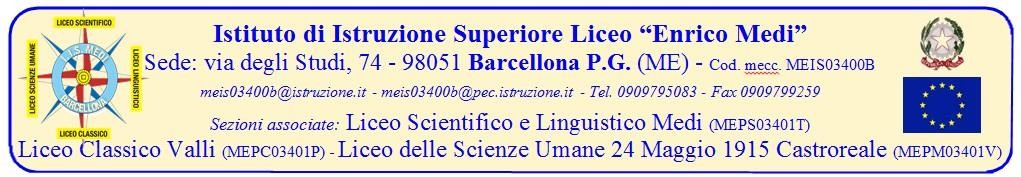 Istituto di Istruzione Superiore Liceo “Enrico Medi”
Sede: via degli Studi, 74 - 98051 Barcellona P.G. (ME) - Cod. mecc. MEIS03400B
meis03400b@istruzione.it - meis03400b@pec.istruzione.it - Tel. 0909795083 - Fax 0909799259
Sezioni associate: Liceo Scientifico e Linguistico Medi (MEPS03401T)
Liceo Classico Valli (MEPC03401P) - Liceo delle Scienze Umane 24 Maggio 1915 Castroreale (MEPM03401V)
LICEO SCIENTIFICO
LICEO SCIENZE UMANE
I.S. MEDI
BARCELLONA
LICEO LINGUISTICO
LICEO CLASSICO